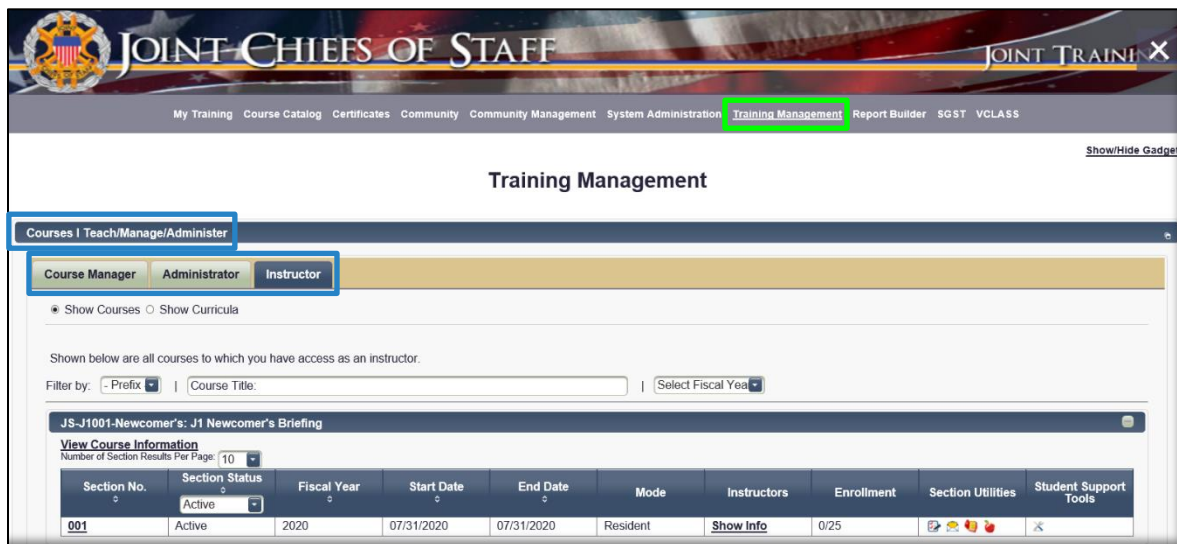 JOINT CHIEFS OF STAFF
JOINT TRAININ
My Training Course Catalog Certificates Community Community Management System Administration Training Management Report Builder SGST VCLASS
Show/Hide Gadget
Training Management
Courses I Teach/Manage/Administer
Course Manager Administrator Instructor
Show Courses Show Curricula
Shown below are all courses to which you have access as an instructor.
Filter by: - Prefix | Course Title: | Select Fiscal Yea
JS-J1001-Newcomer's: J1 Newcomer's Briefing
View Course Information
Number of Section Results Per Page: 10
Section No. Section Status Fiscal Year Start Date End Date Mode Instructors Enrollment Section Utilities Student Support Tools
Active
001 Active 2020 07/31/2020 07/31/2020 Resident Show Info 0/25